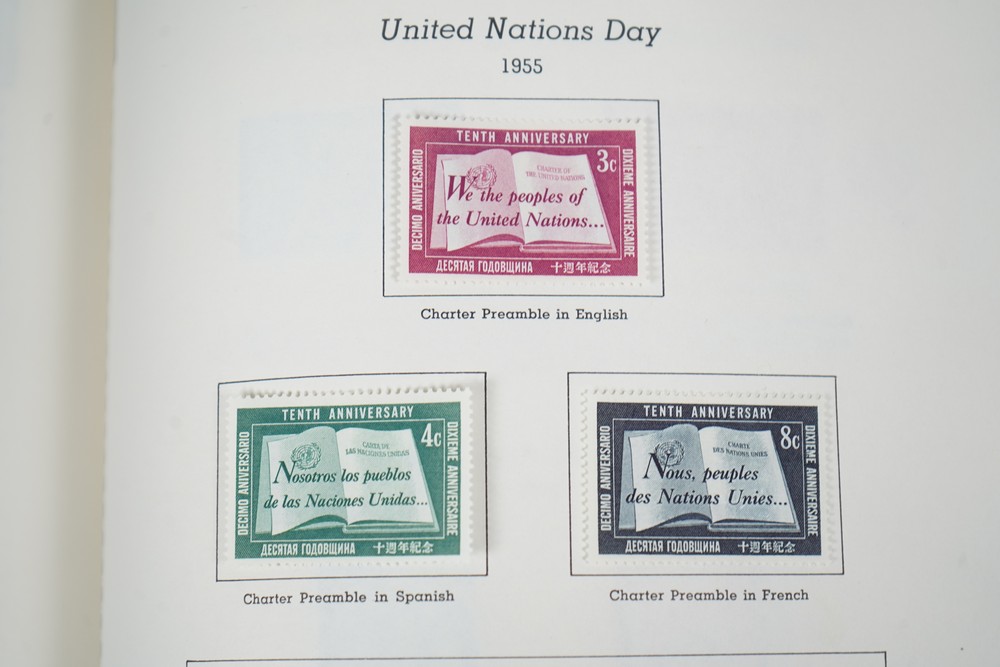 United Nations Day
1955
TENTH ANNIVERSARY
3c
DECIMO ANIVERSARIO
DIXIEME ANNIVERSAIRE
CHARTER OF
THE UNITED NATIONS
We the peoples of
the United Nations...
ДЕСЯТАЯ ГОДОВЩИНА 十週年紀念
Charter Preamble in English
TENTH ANNIVERSARY
4c
DECIMO ANIVERSARIO
DIXIEME ANNIVERSAIRE
CARTA DE
LAS NACIONES UNIDAS
Nosotros los pueblos
de las Naciones Unidas...
ДЕСЯТАЯ ГОДОВЩИНА 十週年紀念
Charter Preamble in Spanish
TENTH ANNIVERSARY
8c
DECIMO ANIVERSARIO
DIXIEME ANNIVERSAIRE
CHARTE
DES NATIONS UNIES
Nous, peuples
des Nations Unies...
ДЕСЯТАЯ ГОДОВЩИНА 十週年紀念
Charter Preamble in French